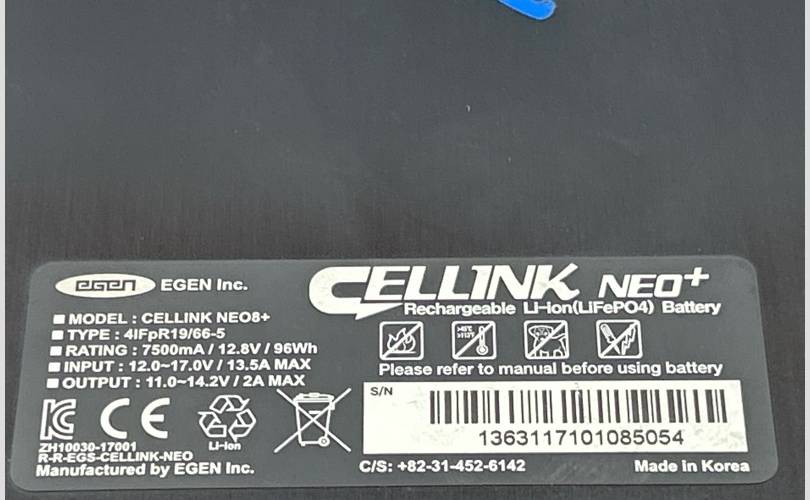 EGEN EGEN Inc.
CELLINK NEO+
Rechargeable Li-Ion(LiFePO4) Battery
■ MODEL : CELLINK NEO8+
■ TYPE : 4IFpR19/66-5
■ RATING : 7500mA / 12.8V / 96Wh
■ INPUT : 12.0~17.0V / 13.5A MAX
■ OUTPUT : 11.0~14.2V / 2A MAX
Please refer to manual before using battery
KC CE
Li-ion
ZH10030-17001
R-R-EGS-CELLINK-NEO
Manufactured by EGEN Inc.
S/N
1363117101085054
C/S: +82-31-452-6142
Made in Korea